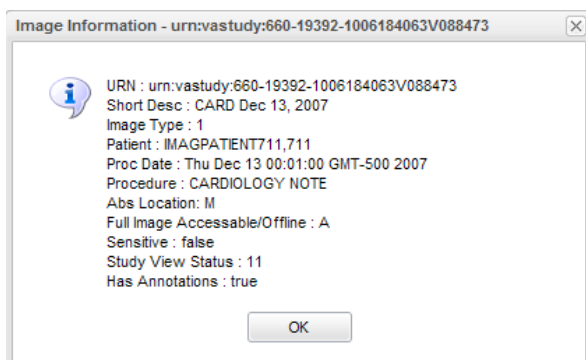 Image Information - urn:vastudy:660-19392-1006184063V088473
URN : urn:vastudy:660-19392-1006184063V088473
Short Desc : CARD Dec 13, 2007
Image Type : 1
Patient : IMAGPATIENT711,711
Proc Date : Thu Dec 13 00:01:00 GMT-500 2007
Procedure : CARDIOLOGY NOTE
Abs Location: M
Full Image Accessable/Offline : A
Sensitive : false
Study View Status : 11
Has Annotations : true
OK